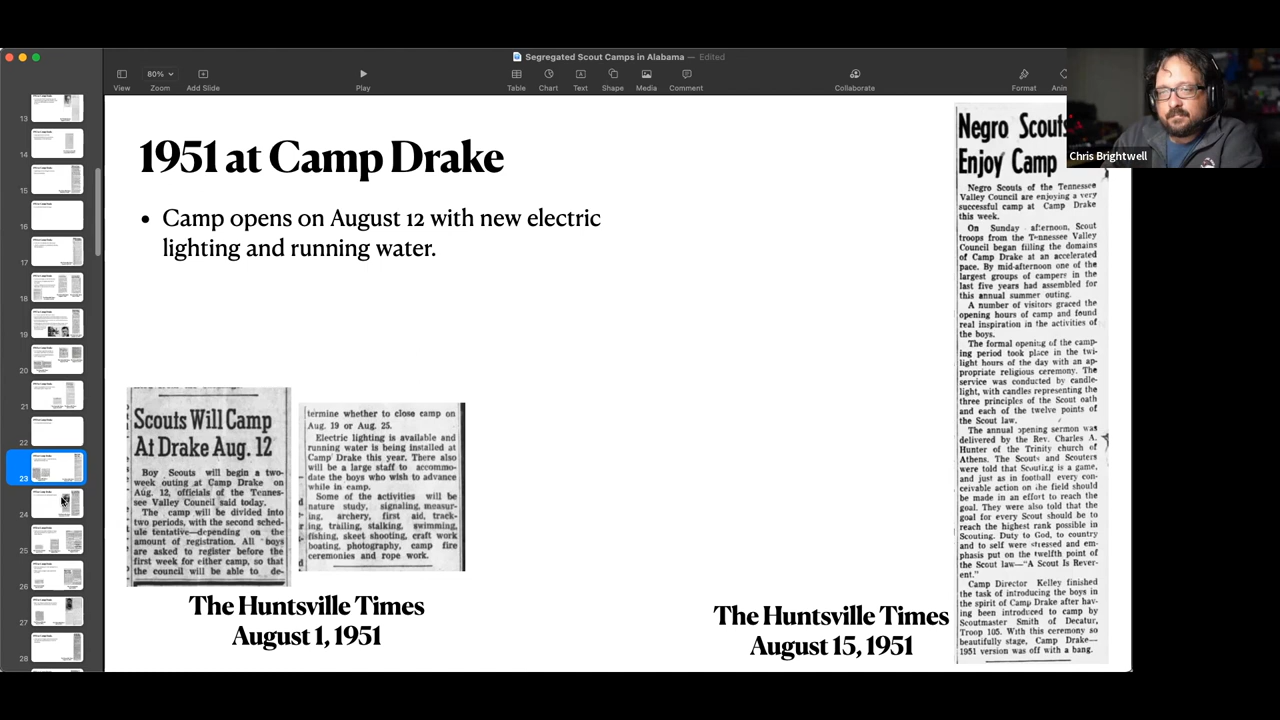 Segregated Scout Camps in Alabama — Edited
80%
View
Zoom
Add Slide
Play
Table
Chart
Text
Shape
Media
Comment
Collaborate
Format
Anim
13
14
15
16
17
18
19
20
21
22
23
24
25
26
27
28
Chris Brightwell
1951 at Camp Drake
• Camp opens on August 12 with new electric
lighting and running water.
Scouts Will Camp
At Drake Aug. 12
Boy Scouts will begin a two-
week outing at Camp Drake on
Aug. 12, officials of the Tennes-
see Valley Council said today.
The camp will be divided into
two periods, with the second sched-
ule tentative—depending on the
amount of registration. All boys
are asked to register before the
first week for either camp, so that
the council will be able to de-
termine whether to close camp on
Aug. 19 or Aug. 25.
Electric lighting is available and
running water is being installed at
Camp Drake this year. There also
will be a large staff to accommo-
date the boys who wish to advance
while in camp.
Some of the activities will be
nature study, signaling, measur-
ing, archery, first aid, track-
ing, trailing, stalking, swimming,
fishing, skeet shooting, craft work
boating, photography, camp fire
ceremonies and rope work.
The Huntsville Times
August 1, 1951
Negro Scouts
Enjoy Camp
Negro Scouts of the Tennessee
Valley Council are enjoying a very
successful camp at Camp Drake
this week.
On Sunday afternoon, Scout
troops from the Tennessee Valley
Council began filling the domains
of Camp Drake at an accelerated
pace. By mid-afternoon one of the
largest groups of campers in the
last five years had assembled for
this annual summer outing.
A number of visitors graced the
opening hours of camp and found
real inspiration in the activities of
the boys.
The formal opening of the camp-
ing period took place in the twi-
light hours of the day with an ap-
propriate religious ceremony. The
service was conducted by candle-
light, with candles representing the
three principles of the Scout oath
and each of the twelve points of
the Scout law.
The annual opening sermon was
delivered by the Rev. Charles A.
Hunter of the Trinity church of
Athens. The Scouts and Scouters
were told that Scouting is a game,
and just as in football every con-
ceivable action on the field should
be made in an effort to reach the
goal. They were also told that the
goal for every Scout should be to
reach the highest rank possible in
Scouting. Duty to God, to country
and to self were stressed and em-
phasis put on the twelfth point of
the Scout law—"A Scout Is Rever-
ent."
Camp Director Kelley finished
the task of introducing the boys in
the spirit of Camp Drake after hav-
ing been introduced to camp by
Scoutmaster Smith of Decatur,
Troop 105. With this ceremony so
beautifully stage, Camp Drake—
1951 version was off with a bang.
The Huntsville Times
August 15, 1951